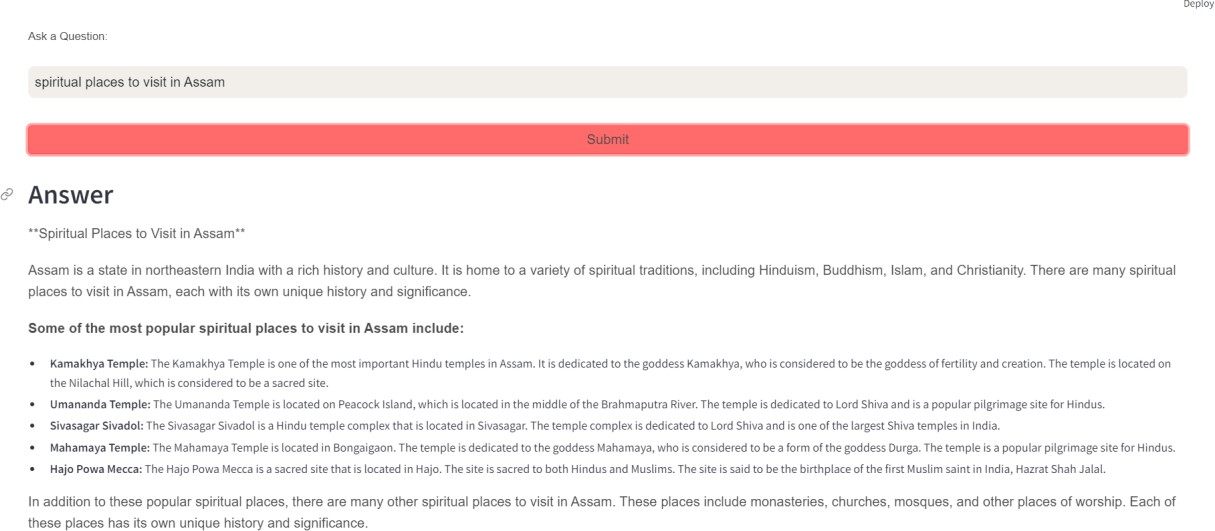 Deploy
Ask a Question:
spiritual places to visit in Assam
Submit
Answer
**Spiritual Places to Visit in Assam**
Assam is a state in northeastern India with a rich history and culture. It is home to a variety of spiritual traditions, including Hinduism, Buddhism, Islam, and Christianity. There are many spiritual
places to visit in Assam, each with its own unique history and significance.
Some of the most popular spiritual places to visit in Assam include:
• Kamakhya Temple: The Kamakhya Temple is one of the most important Hindu temples in Assam. It is dedicated to the goddess Kamakhya, who is considered to be the goddess of fertility and creation. The temple is located on
the Nilachal Hill, which is considered to be a sacred site.
• Umananda Temple: The Umananda Temple is located on Peacock Island, which is located in the middle of the Brahmaputra River. The temple is dedicated to Lord Shiva and is a popular pilgrimage site for Hindus.
• Sivasagar Sivadol: The Sivasagar Sivadol is a Hindu temple complex that is located in Sivasagar. The temple complex is dedicated to Lord Shiva and is one of the largest Shiva temples in India.
• Mahamaya Temple: The Mahamaya Temple is located in Bongaigaon. The temple is dedicated to the goddess Mahamaya, who is considered to be a form of the goddess Durga. The temple is a popular pilgrimage site for Hindus.
• Hajo Powa Mecca: The Hajo Powa Mecca is a sacred site that is located in Hajo. The site is sacred to both Hindus and Muslims. The site is said to be the birthplace of the first Muslim saint in India, Hazrat Shah Jalal.
In addition to these popular spiritual places, there are many other spiritual places to visit in Assam. These places include monasteries, churches, mosques, and other places of worship. Each of
these places has its own unique history and significance.